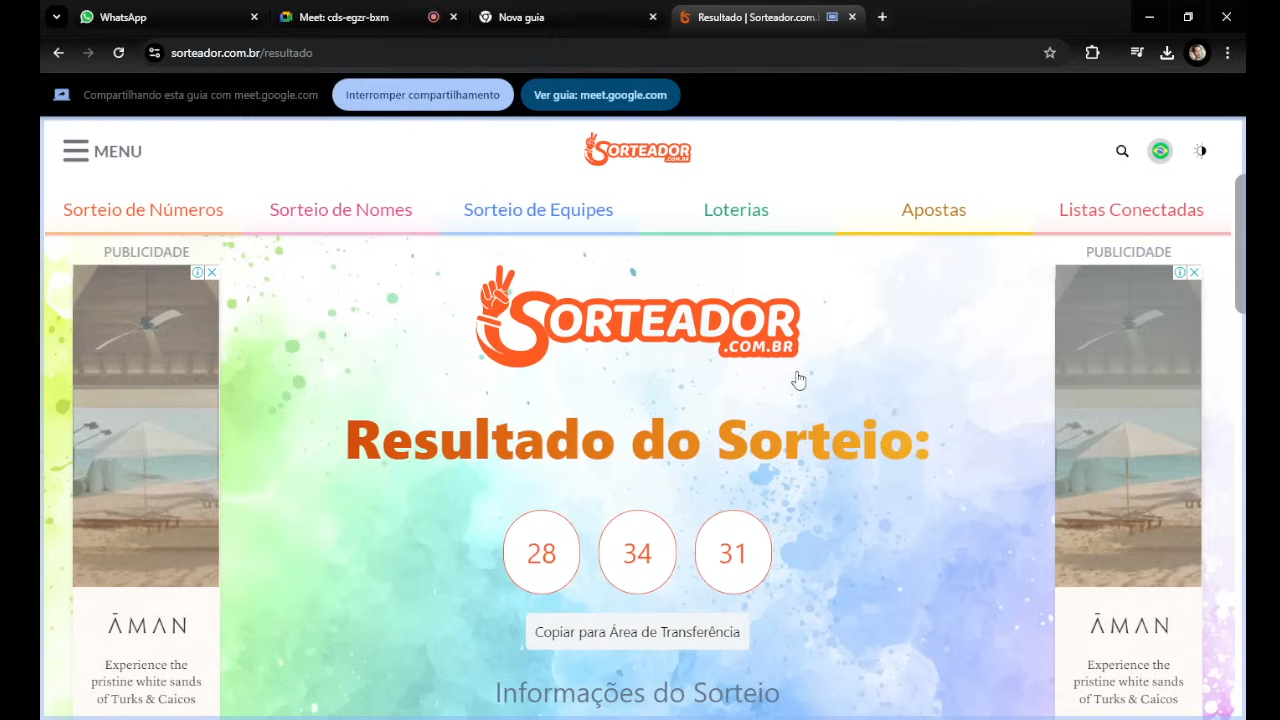 WhatsApp
Meet: cds-egzr-bxm
Nova guia
Resultado | Sorteador.com.
sorteador.com.br/resultado
Compartilhando esta guia com meet.google.com
Interromper compartilhamento
Ver guia: meet.google.com
MENU
SORTEADOR
.COM.BR
Sorteio de Números
Sorteio de Nomes
Sorteio de Equipes
Loterias
Apostas
Listas Conectadas
PUBLICIDADE
PUBLICIDADE
SORTEADOR
.COM.BR
Resultado do Sorteio:
28
34
31
Copiar para Área de Transferência
Informações do Sorteio
ĀMAN
Experience the
pristine white sands
of Turks & Caicos
ĀMAN
Experience the
pristine white sands
of Turks & Caicos